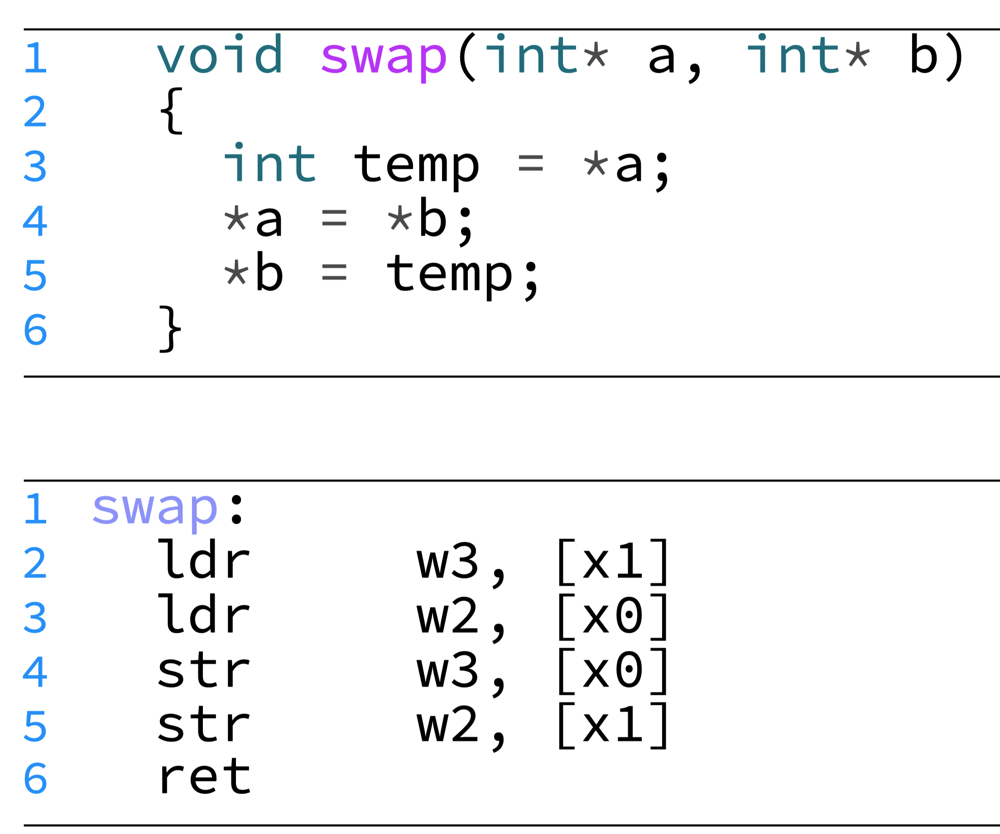 1 void swap(int* a, int* b)
2 {
3   int temp = *a;
4   *a = *b;
5   *b = temp;
6 }
1 swap:
2   ldr     w3, [x1]
3   ldr     w2, [x0]
4   str     w3, [x0]
5   str     w2, [x1]
6   ret